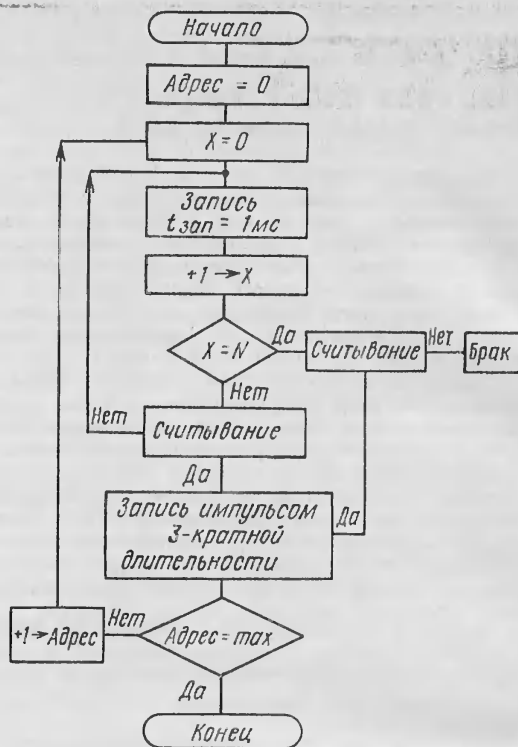 Начало
Адрес = 0
X = 0
Запись
tзап = 1мс
+1 → X
X = N
Да
Считывание
Нет
Брак
Нет
Нет
Считывание
Да
Запись импульсом
3-кратной
длительности
Да
+1→Адрес
Нет
Адрес = max
Да
Конец